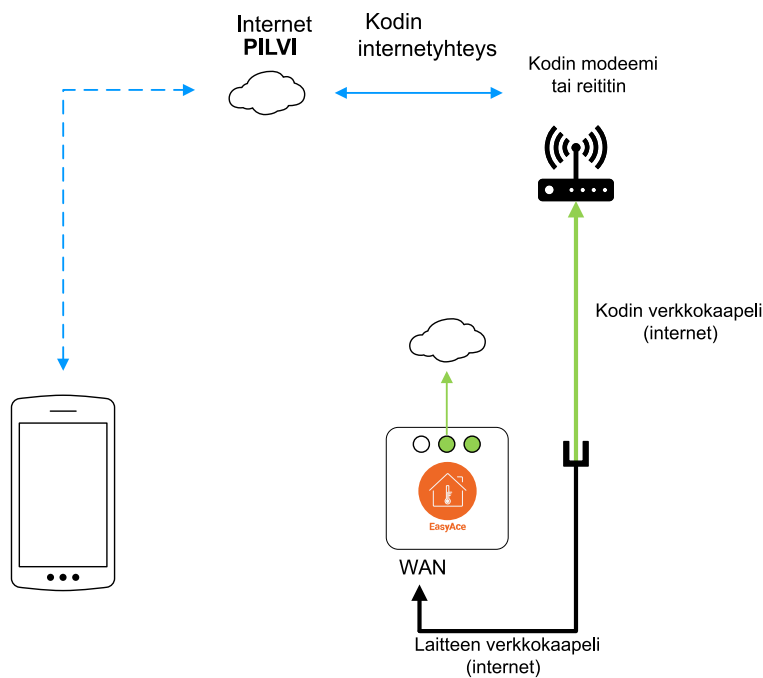 Internet
PILVI
Kodin
internetyhteys
Kodin modeemi
tai reititin
Kodin verkkokaapeli
(internet)
EasyAce
WAN
Laitteen verkkokaapeli
(internet)